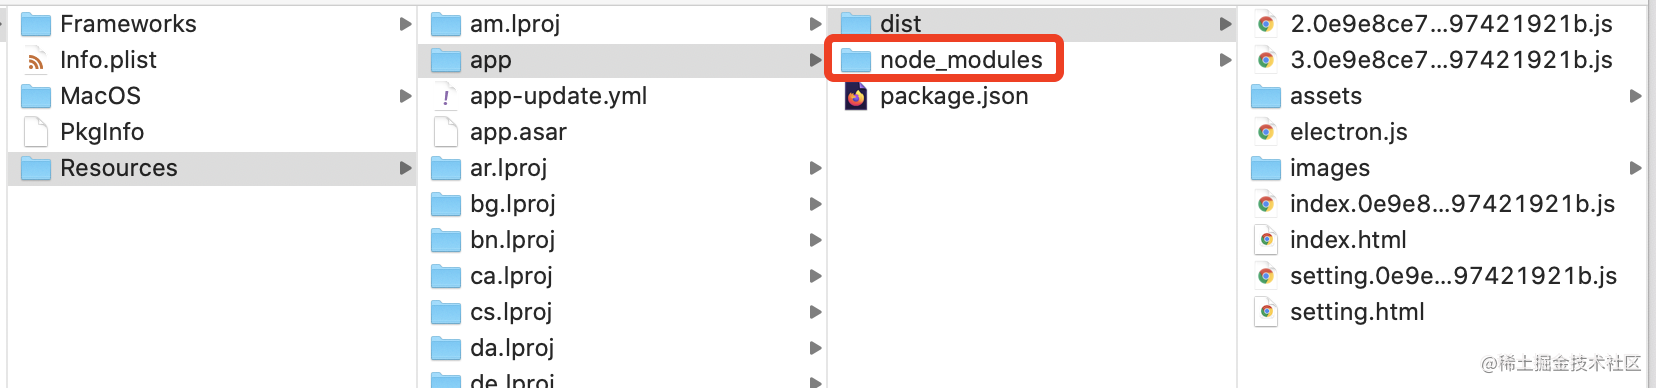 Frameworks
Info.plist
MacOS
PkgInfo
Resources
am.lproj
app
app-update.yml
app.asar
ar.lproj
bg.lproj
bn.lproj
ca.lproj
cs.lproj
da.lproj
de.lproj
dist
node_modules
package.json
2.0e9e8ce7...97421921b.js
3.0e9e8ce7...97421921b.js
assets
electron.js
images
index.0e9e8...97421921b.js
index.html
setting.0e9e...97421921b.js
setting.html
@稀土掘金技术社区